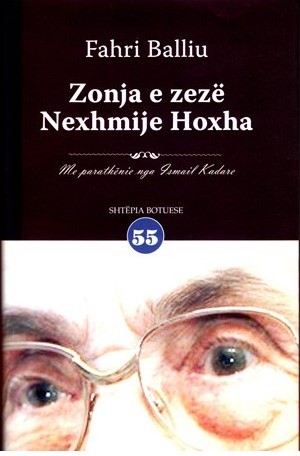 Fahri Balliu
Zonja e zezë
Nexhmije Hoxha
Me parathënie nga Ismail Kadare
SHTËPIA BOTUESE
55